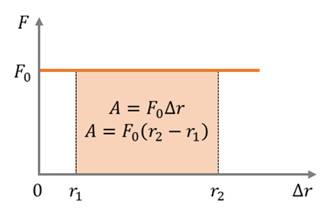 F
F₀
A = F₀Δr
A = F₀(r₂ − r₁)
0 r₁ r₂ Δr